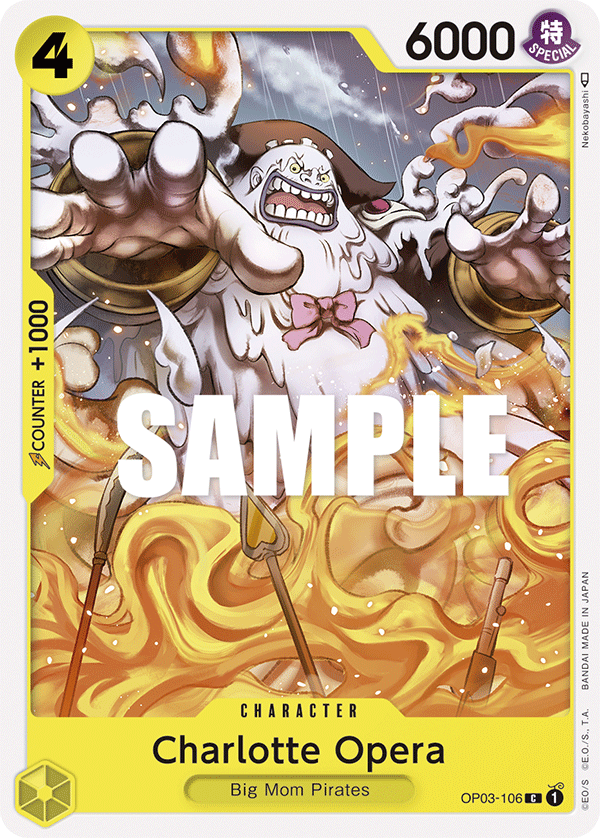 4
6000
特
SPECIAL
Nekobayashi
COUNTER +1000
SAMPLE
BANDAI MADE IN JAPAN
©EO/S ©E.O./S., T.A.
CHARACTER
Charlotte Opera
Big Mom Pirates
OP03-106 C 1